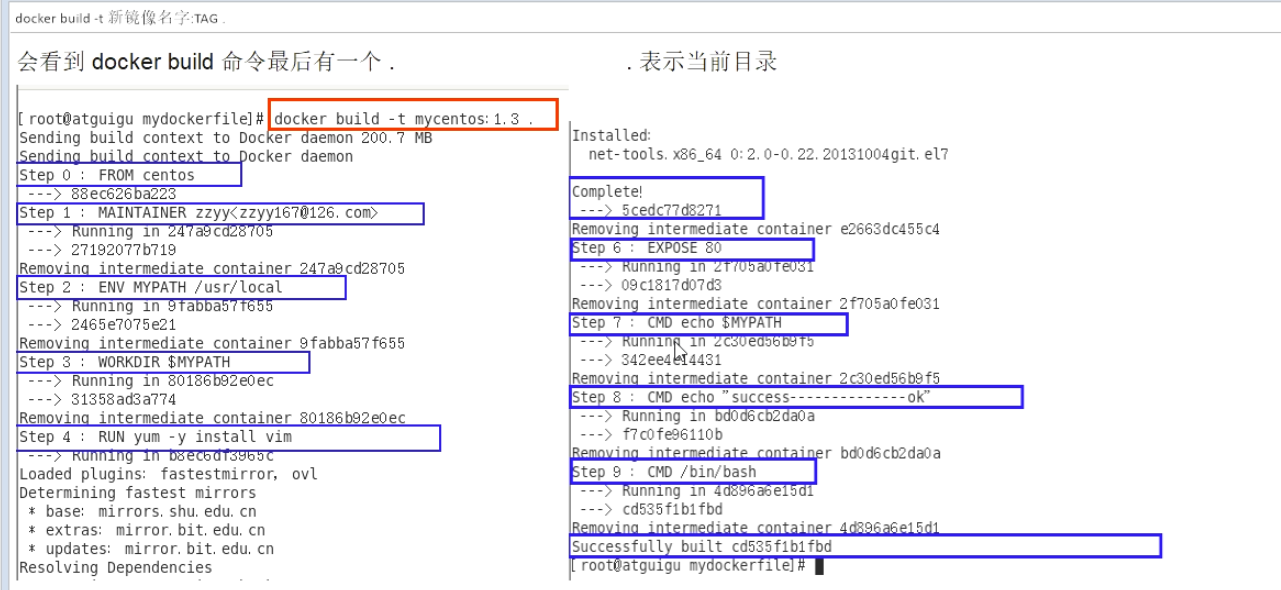 docker build -t 新镜像名字:TAG .
会看到 docker build 命令最后有一个 . . 表示当前目录
[root@atguigu mydockerfile]# docker build -t mycentos:1.3 .
Sending build context to Docker daemon 200.7 MB
Sending build context to Docker daemon
Step 0 : FROM centos
---> 88ec626ba223
Step 1 : MAINTAINER zzyy<zzyy167@126.com>
---> Running in 247a9cd28705
---> 27192077b719
Removing intermediate container 247a9cd28705
Step 2 : ENV MYPATH /usr/local
---> Running in 9fabba57f655
---> 2465e7075e21
Removing intermediate container 9fabba57f655
Step 3 : WORKDIR $MYPATH
---> Running in 80186b92e0ec
---> 31358ad3a774
Removing intermediate container 80186b92e0ec
Step 4 : RUN yum -y install vim
---> Running in b8ec6df3965c
Loaded plugins: fastestmirror, ovl
Determining fastest mirrors
* base: mirrors.shu.edu.cn
* extras: mirror.bit.edu.cn
* updates: mirror.bit.edu.cn
Resolving Dependencies
Installed:
net-tools.x86_64 0:2.0-0.22.20131004git.el7
Complete!
---> 5cedc77d8271
Removing intermediate container e2663dc455c4
Step 6 : EXPOSE 80
---> Running in 2f705a0fe031
---> 09c1817d07d3
Removing intermediate container 2f705a0fe031
Step 7 : CMD echo $MYPATH
---> Running in 2c30ed56b9f5
---> 342ee4e14431
Removing intermediate container 2c30ed56b9f5
Step 8 : CMD echo "success--------------ok"
---> Running in bd0d6cb2da0a
---> f7c0fe96110b
Removing intermediate container bd0d6cb2da0a
Step 9 : CMD /bin/bash
---> Running in 4d896a6e15d1
---> cd535f1b1fbd
Removing intermediate container 4d896a6e15d1
Successfully built cd535f1b1fbd
[root@atguigu mydockerfile]#